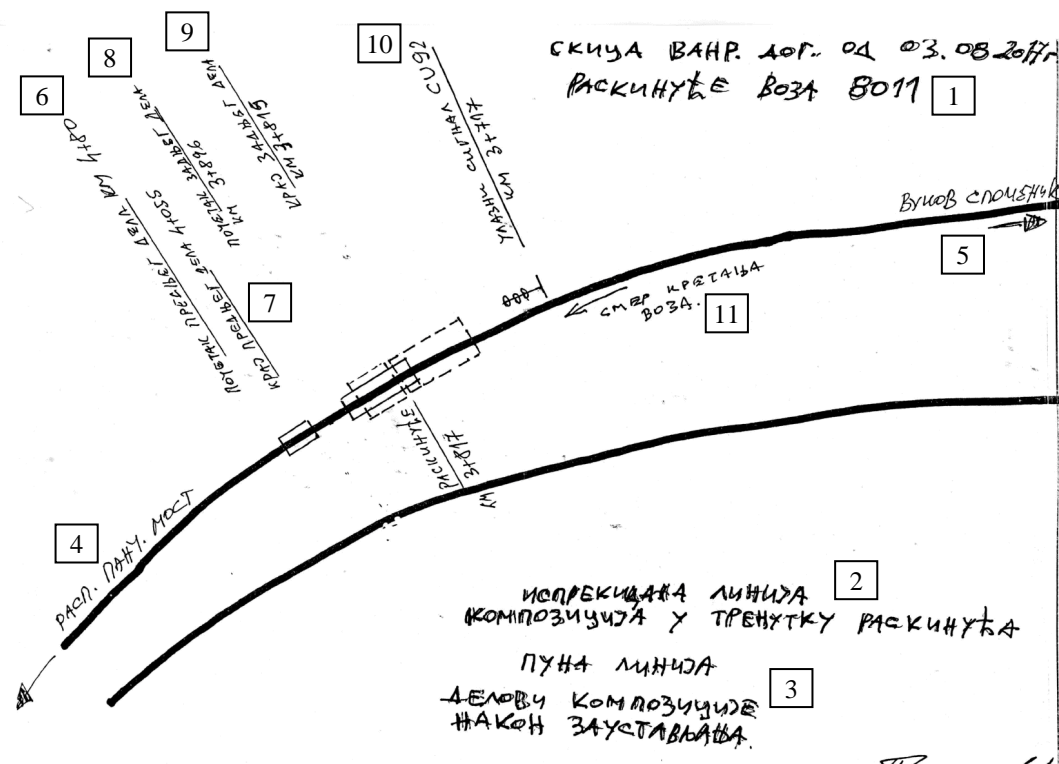 СКИЦА ВАНР. ДОГ.. ОД 03.08.2017г
РАСКИНУЋЕ ВОЗА 8011
1
10
УЛАЗНИ СИГНАЛ СУ92
КМ 3+717
9
КРАЈ ЗАДЊЕГ ДЕЛА
КМ 3+815
8
ПОЧЕТАК ЗАДЊЕГ ДЕЛА
КМ 3+896
6
ПОЧЕТАК ПРЕДЊЕГ ДЕЛА КМ 4+80
7
КРАЈ ПРЕДЊЕГ ДЕЛА 4+055
ВУКОВ СПОМЕНИК
5
СМЕР КРЕТАЊА
ВОЗА.
11
РАСКИНУЋЕ
КМ 3+817
4
РАСП. ПАНЧ. МОСТ
ИСПРЕКИДАНА ЛИНИЈА
2
КОМПОЗИЦИЈА У ТРЕНУТКУ РАСКИНУЋА
ПУНА ЛИНИЈА
3
ДЕЛОВИ КОМПОЗИЦИЈЕ
НАКОН ЗАУСТАВЉАЊА.